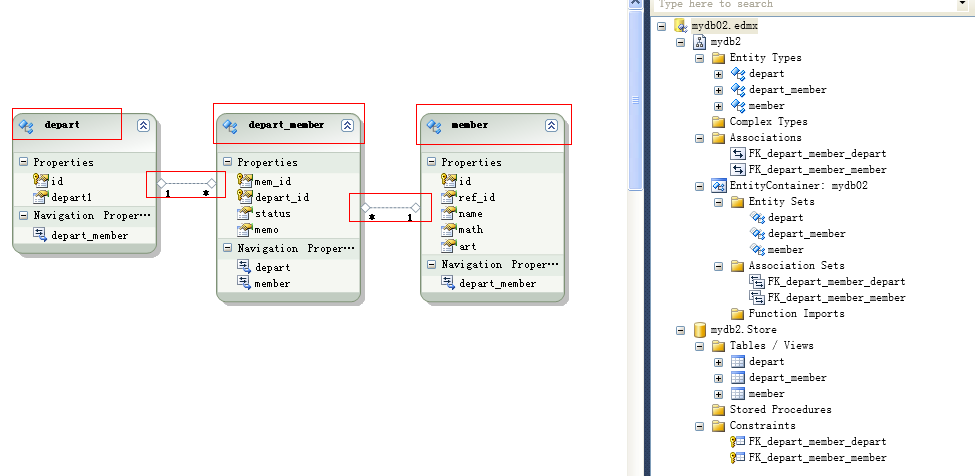 depart
Properties
id
depart1
Navigation Proper…
depart_member
1 *
depart_member
Properties
mem_id
depart_id
status
memo
Navigation Proper…
depart
member
* 1
member
Properties
id
ref_id
name
math
art
Navigation Proper…
depart_member
Type here to search
mydb02.edmx
mydb2
Entity Types
depart
depart_member
member
Complex Types
Associations
FK_depart_member_depart
FK_depart_member_member
EntityContainer: mydb02
Entity Sets
depart
depart_member
member
Association Sets
FK_depart_member_depart
FK_depart_member_member
Function Imports
mydb2.Store
Tables / Views
depart
depart_member
member
Stored Procedures
Constraints
FK_depart_member_depart
FK_depart_member_member